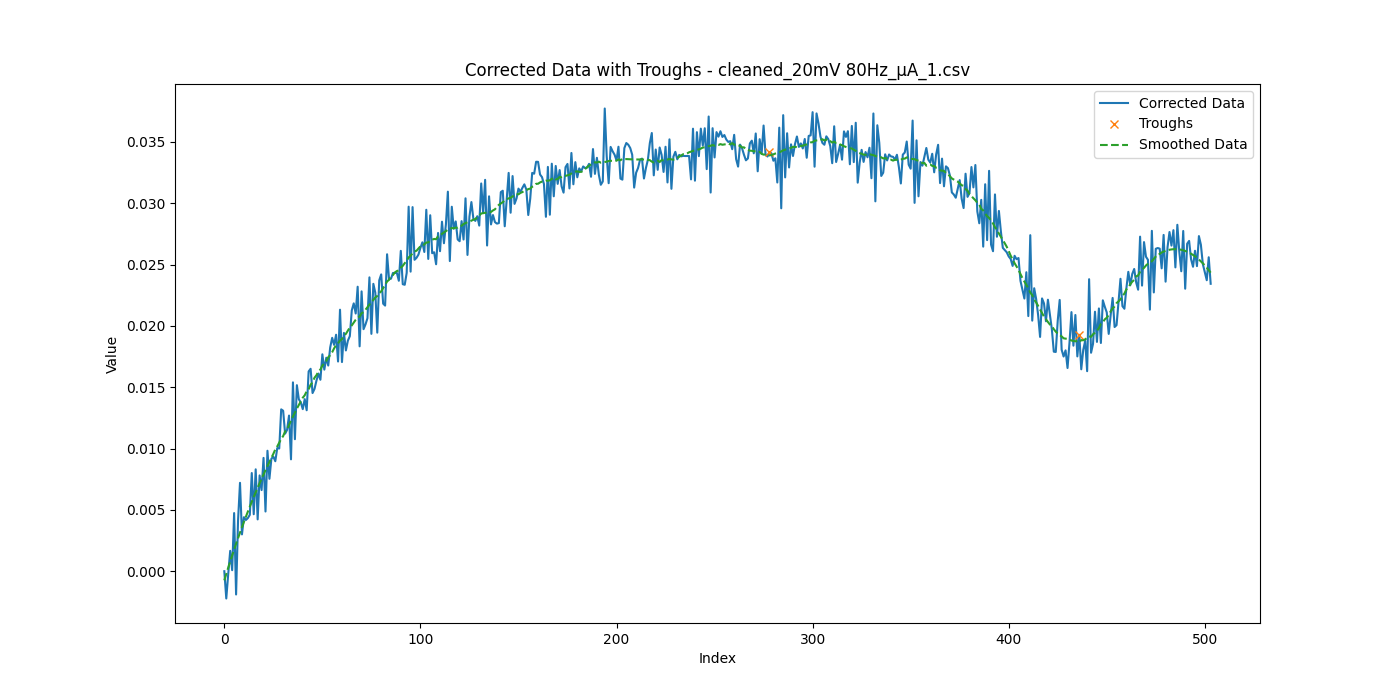 Corrected Data with Troughs - cleaned_20mV 80Hz_μA_1.csv
Corrected Data
Troughs
Smoothed Data
0.035
0.030
0.025
0.020
0.015
0.010
0.005
0.000
Value
0
100
200
300
400
500
Index